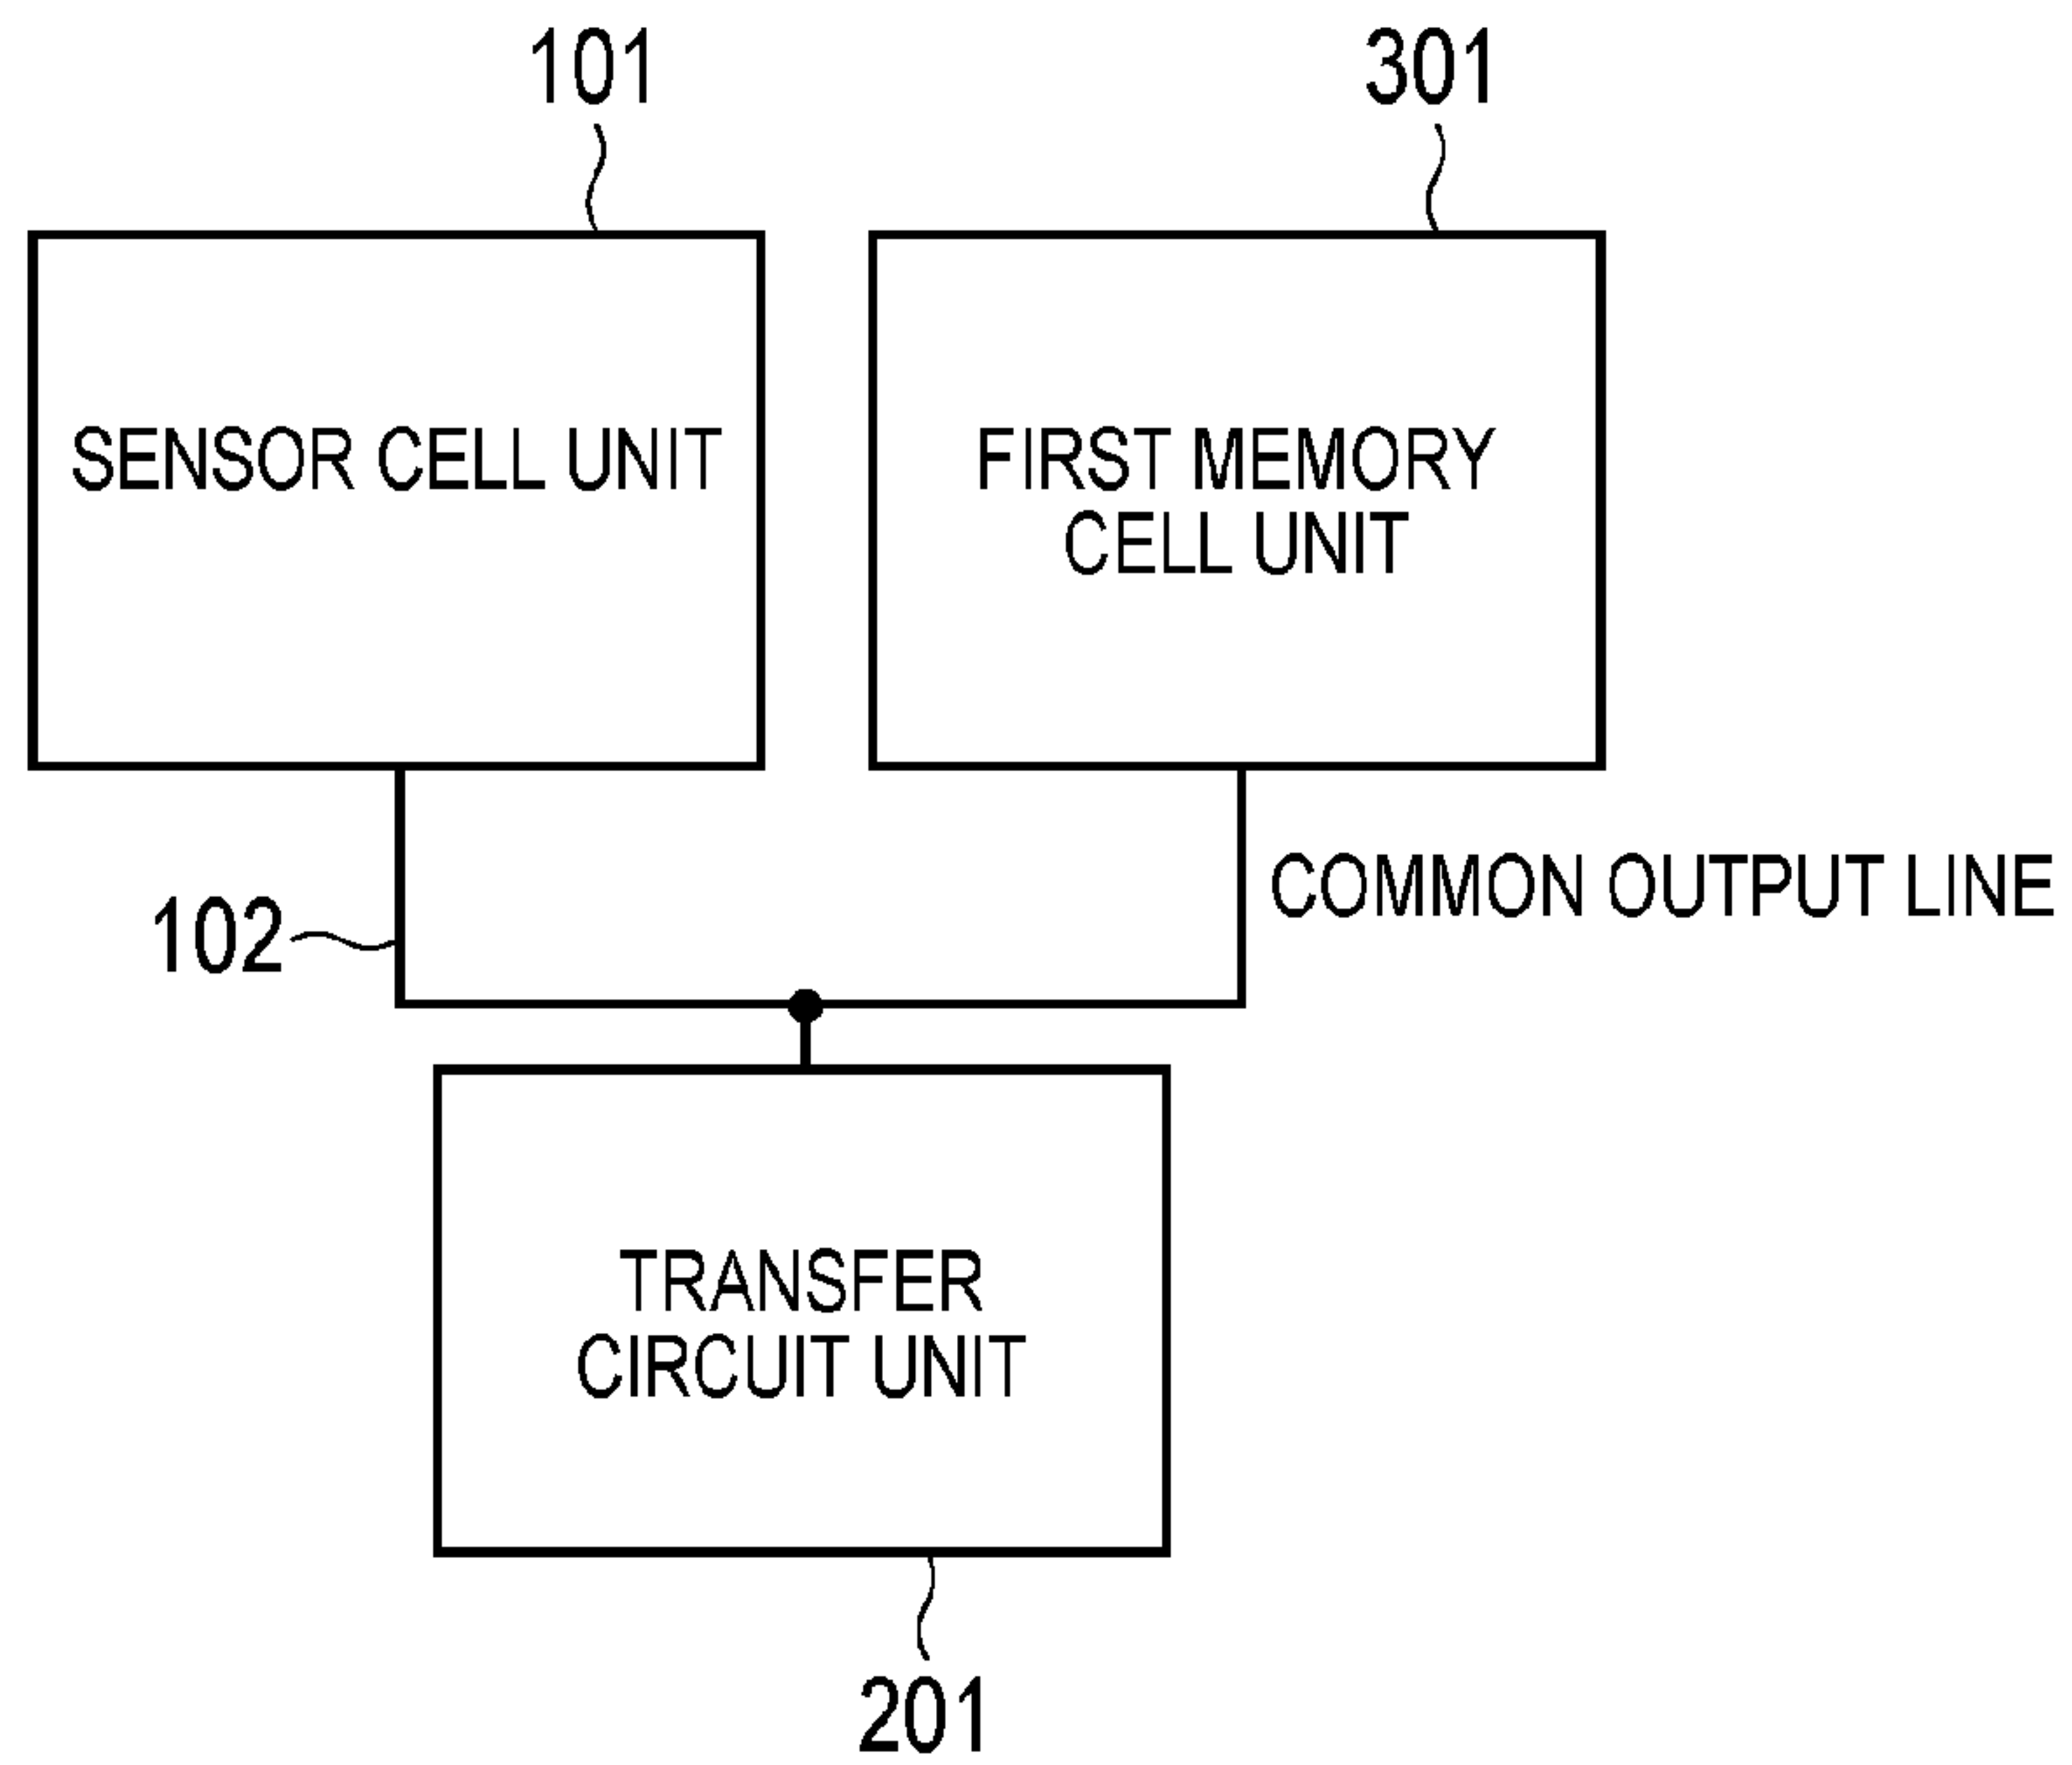 101
301
SENSOR CELL UNIT
FIRST MEMORY
CELL UNIT
COMMON OUTPUT LINE
102
TRANSFER
CIRCUIT UNIT
201